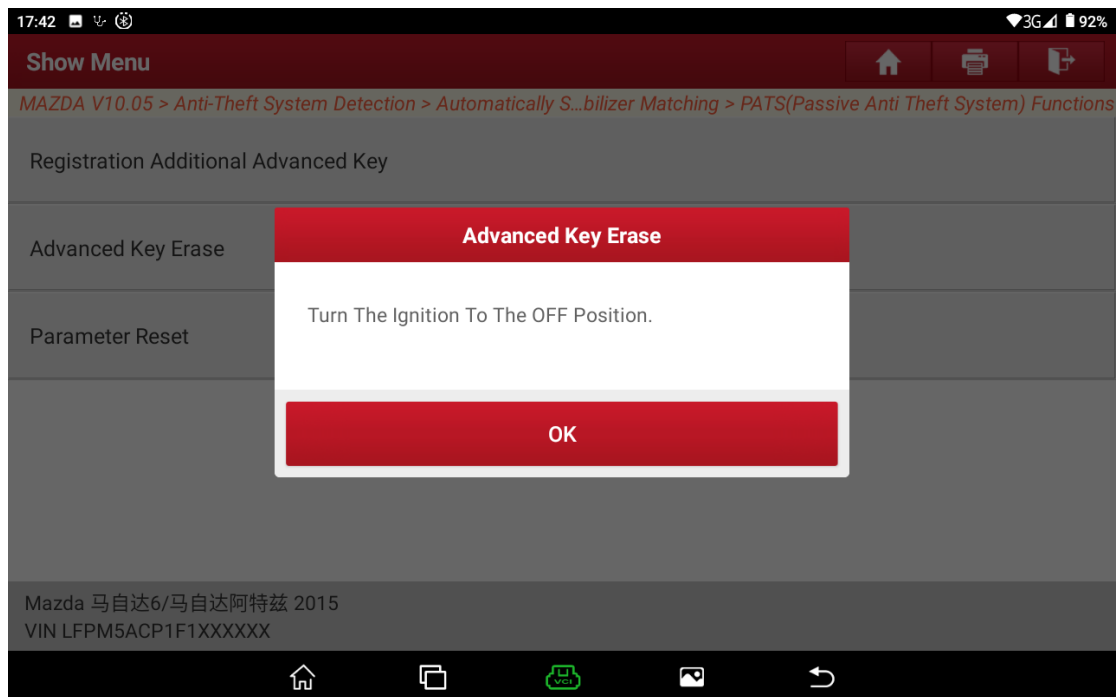 17:42
3G 92%
Show Menu
MAZDA V10.05 > Anti-Theft System Detection > Automatically S...bilizer Matching > PATS(Passive Anti Theft System) Functions
Registration Additional Advanced Key
Advanced Key Erase
Advanced Key Erase
Turn The Ignition To The OFF Position.
Parameter Reset
OK
Mazda 马自达6/马自达阿特兹 2015
VIN LFPM5ACP1F1XXXXXX
VCI